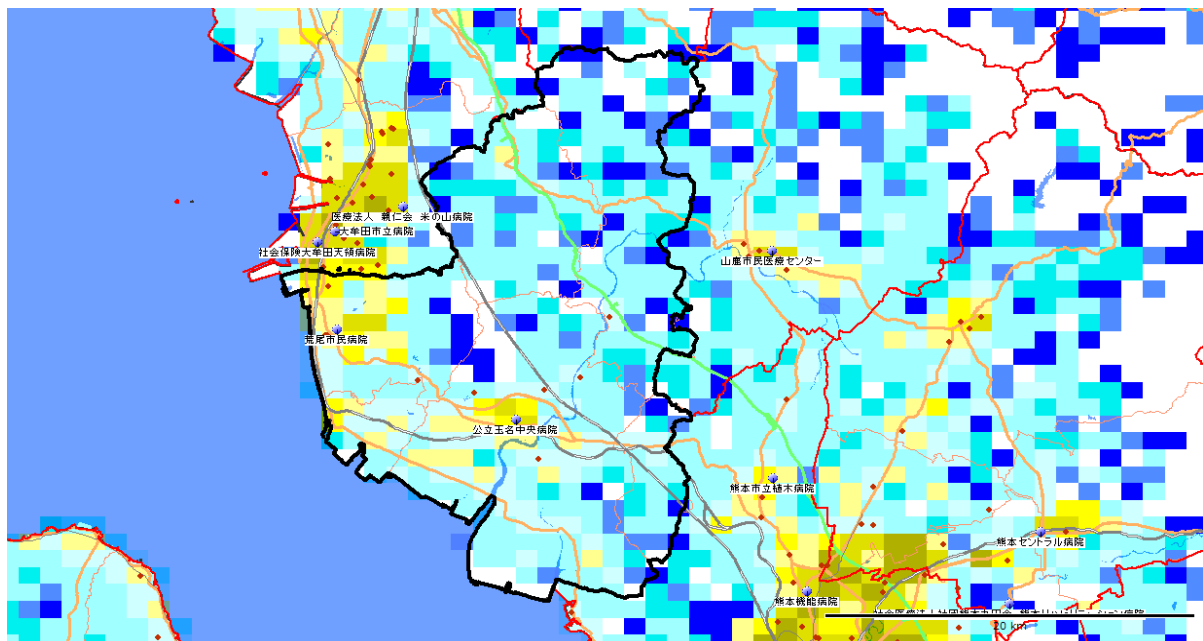 医療法人 親仁会 米の山病院
大牟田市立病院
社会保険大牟田天領病院
山鹿市民医療センター
荒尾市民病院
公立玉名中央病院
熊本市立植木病院
熊本セントラル病院
熊本機能病院
20 km